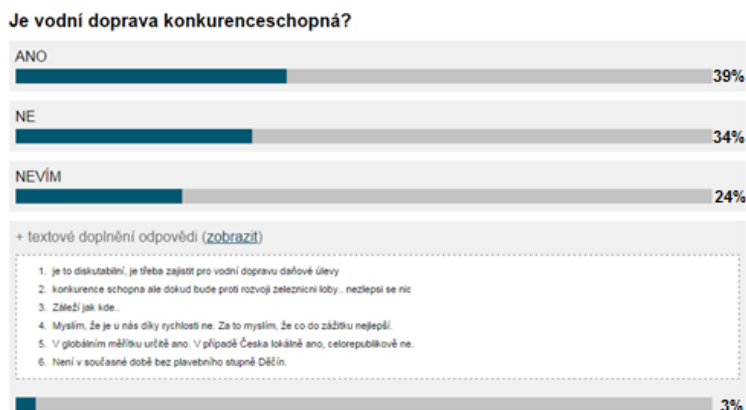 Je vodní doprava konkurenceschopná?
ANO
39%
NE
34%
NEVÍM
24%
+ textové doplnění odpovědi (zobrazit)
1. je to diskutabilní, je třeba zajistit pro vodní dopravu daňové úlevy
2. konkurence schopna ale dokud bude proti rozvoji zeleznicni loby.. nezlepsi se nic
3. Záleží jak kde..
4. Myslím, že je u nás díky rychlosti ne. Za to myslím, že co do zážitku nejlepší.
5. V globálním měřítku určitě ano. V případě Česka lokálně ano, celorepublikově ne.
6. Není v současné době bez plavebního stupně Děčín.
3%